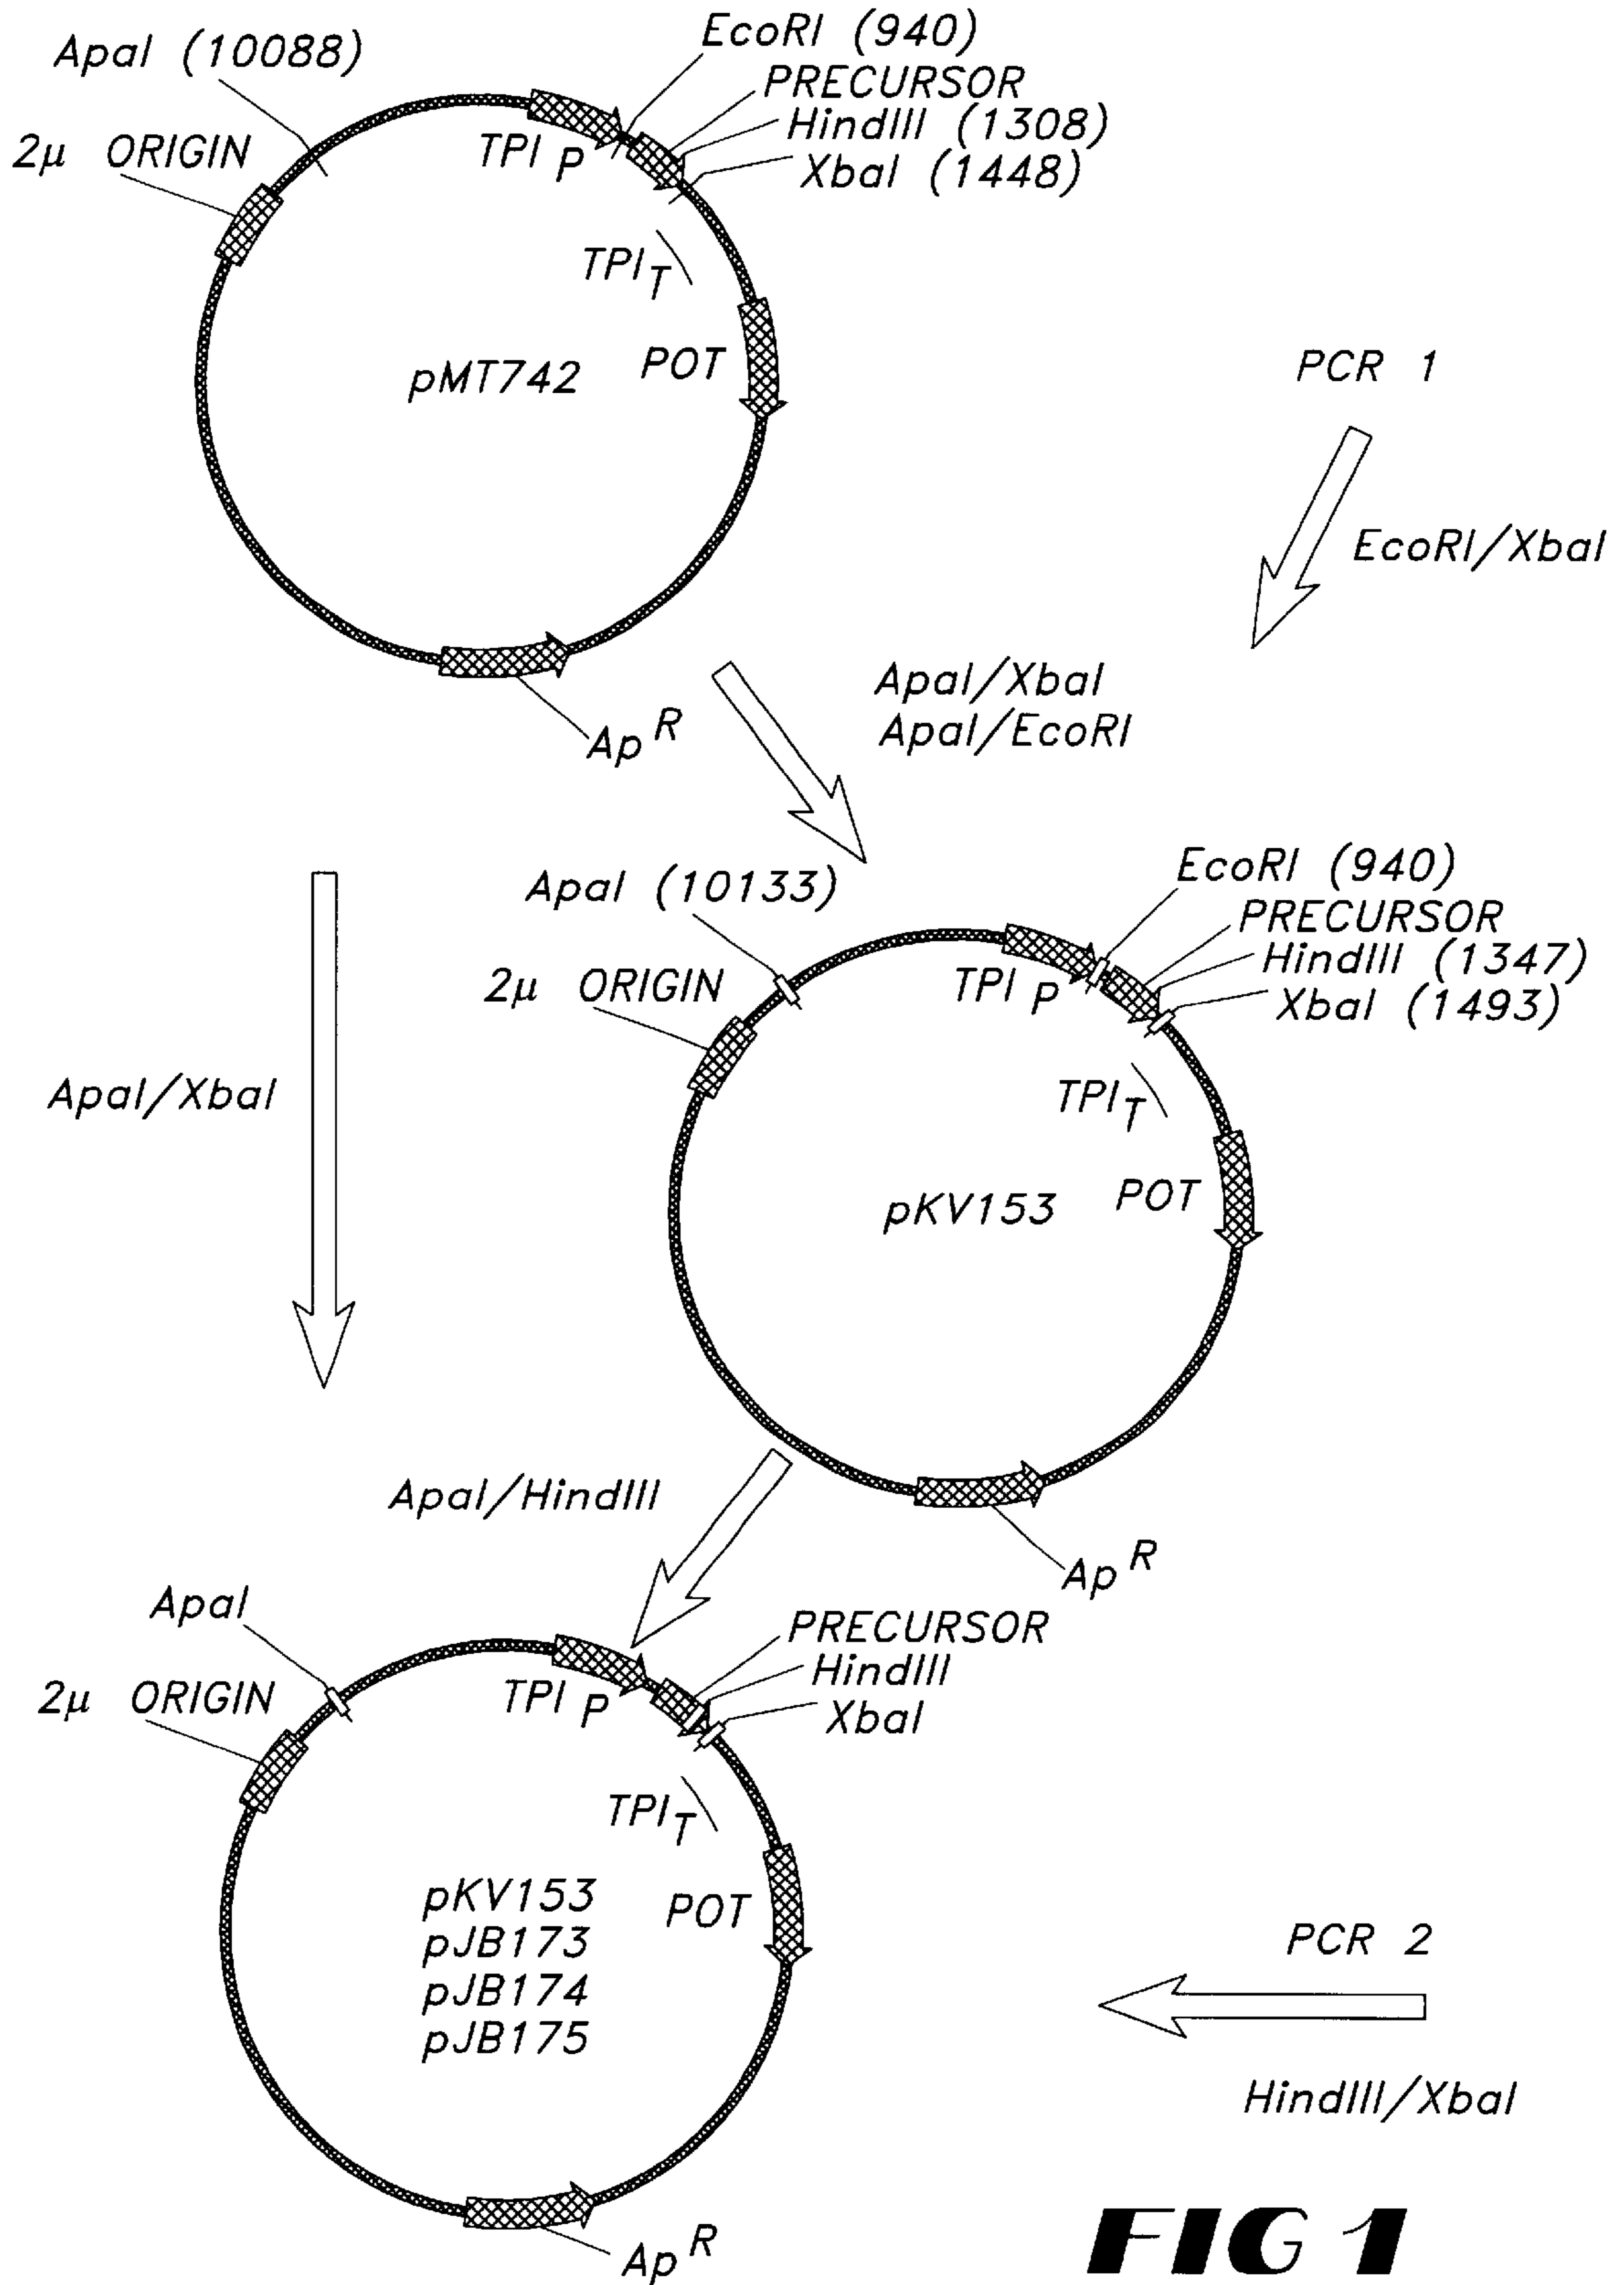 EcoRI (940)
ApaI (10088)
PRECURSOR
HindIII (1308)
2μ ORIGIN
TPI P
XbaI (1448)
TPI T
POT
pMT742
PCR 1
EcoRI/XbaI
ApaI/XbaI
ApaI/EcoRI
Ap R
EcoRI (940)
ApaI (10133)
PRECURSOR
HindIII (1347)
2μ ORIGIN
TPI P
XbaI (1493)
ApaI/XbaI
TPI T
POT
pKV153
ApaI/HindIII
Ap R
ApaI
PRECURSOR
HindIII
2μ ORIGIN
TPI P
XbaI
TPI T
POT
pKV153
pJB173
pJB174
pJB175
PCR 2
HindIII/XbaI
Ap R
FIG 1